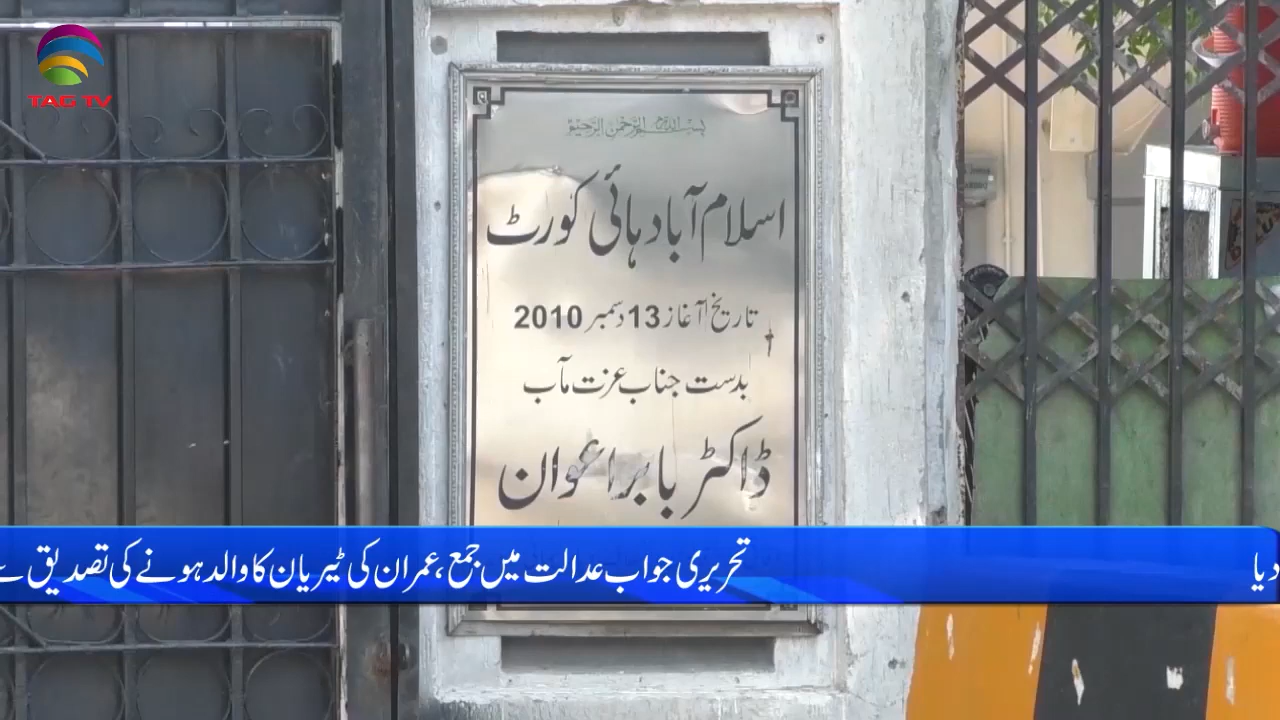 TAG TV
بسم اللہ الرحمن الرحیم
اسلام آباد ہائی کورٹ
تاریخ آغاز 13 دسمبر 2010
بدست جناب عزت مآب
ڈاکٹر بابر اعوان
دیا
تحریری جواب عدالت میں جمع، عمران کی ٹیریان کا والد ہونے کی تصدیق سے